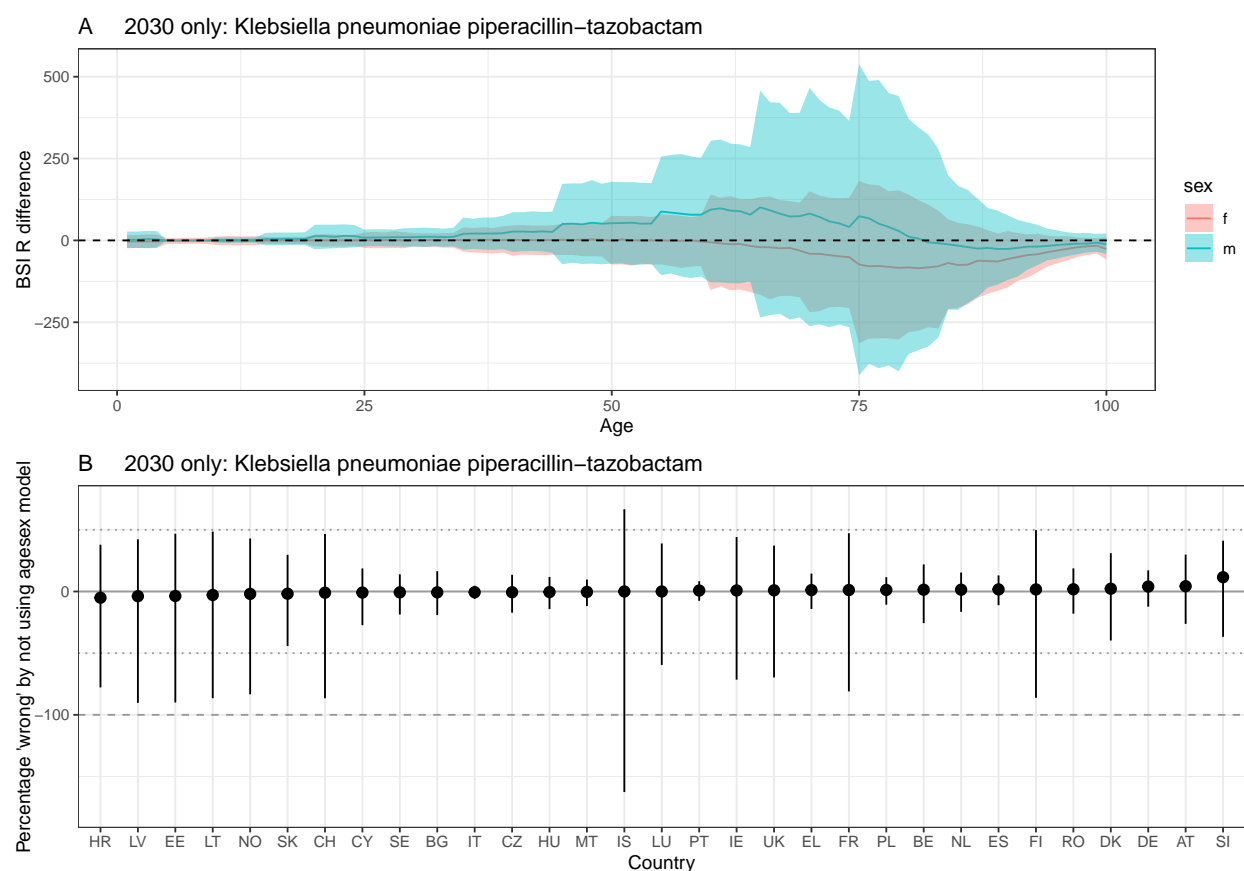 A 2030 only: Klebsiella pneumoniae piperacillin−tazobactam
500
250
0
−250
BSI R difference
0 25 50 75 100
Age
sex
f
m
B 2030 only: Klebsiella pneumoniae piperacillin−tazobactam
0
−100
Percentage 'wrong' by not using agesex model
HR LV EE LT NO SK CH CY SE BG IT CZ HU MT IS LU PT IE UK EL FR PL BE NL ES FI RO DK DE AT SI
Country